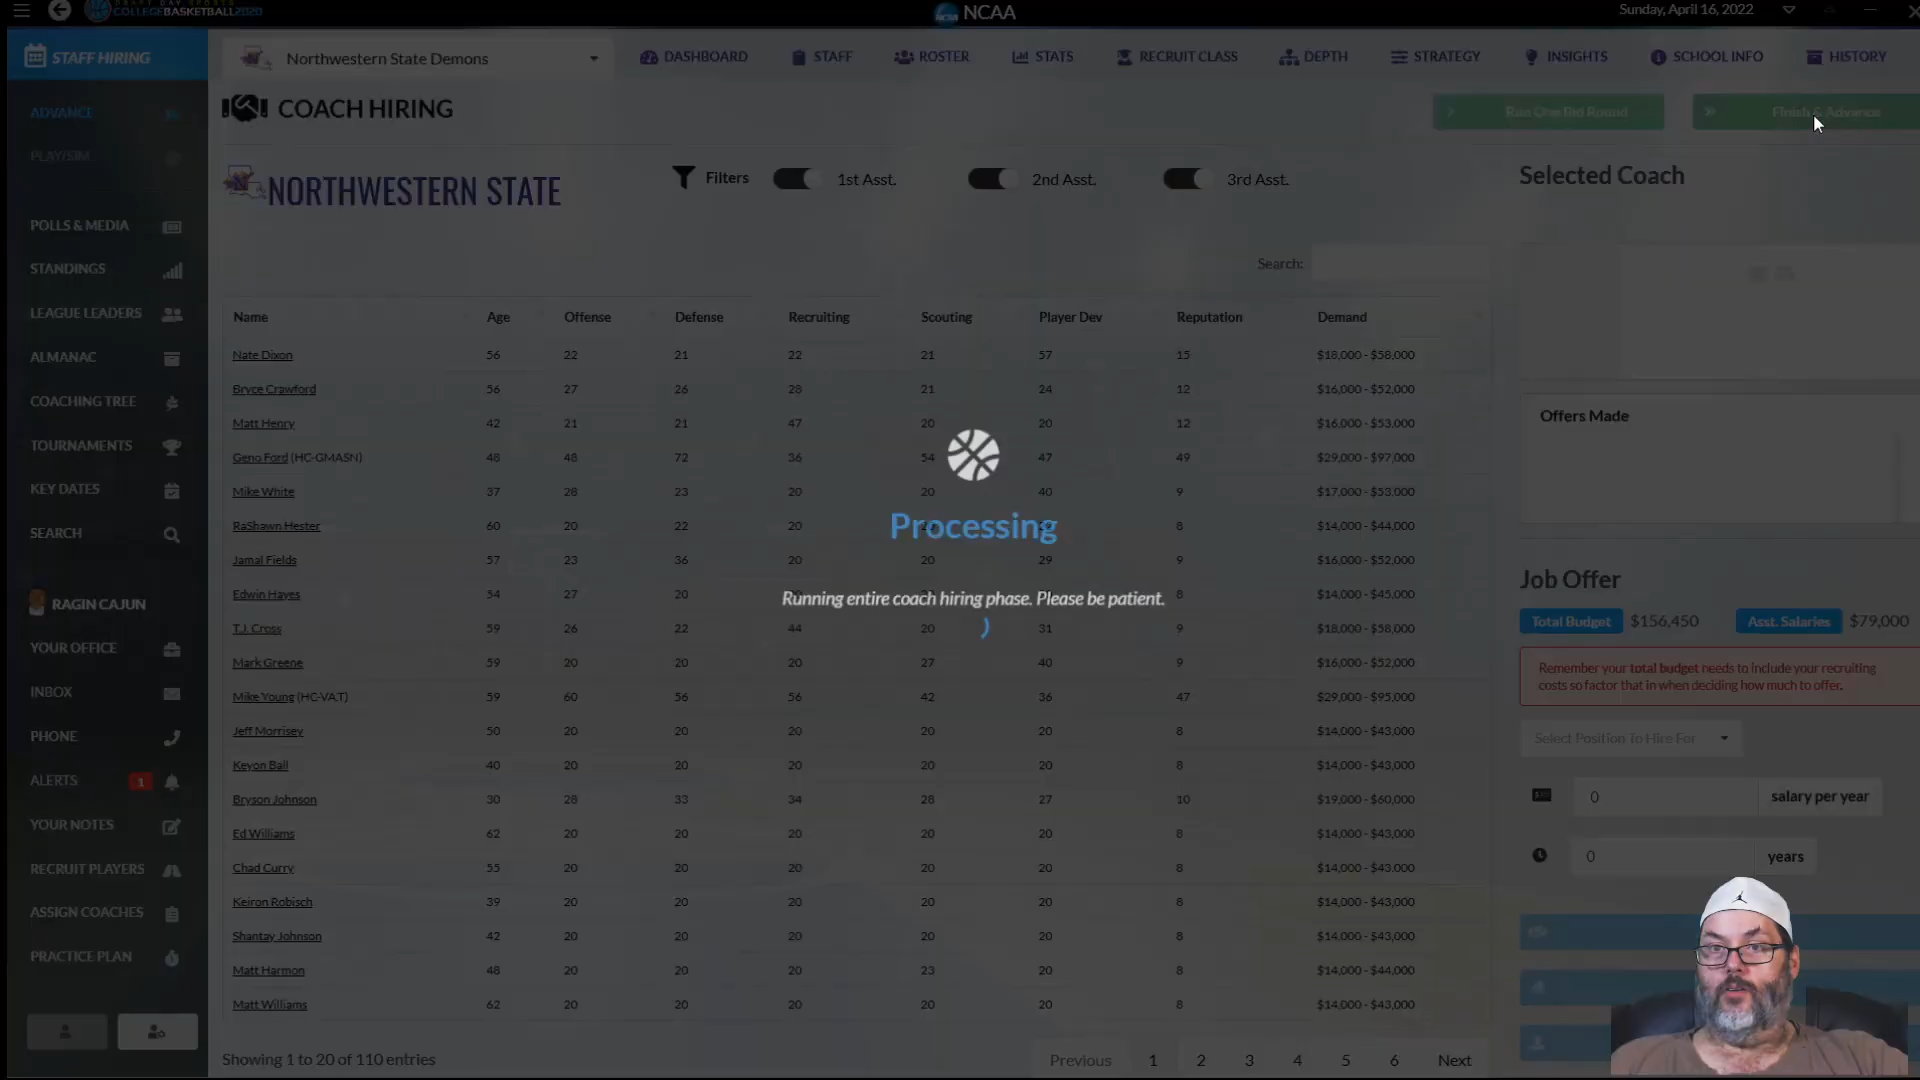 DRAFT DAY SPORTS
COLLEGEBASKETBALL2020
NCAA
Sunday, April 16, 2022
STAFF HIRING
Northwestern State Demons
DASHBOARD STAFF ROSTER STATS RECRUIT CLASS DEPTH STRATEGY INSIGHTS SCHOOL INFO HISTORY
ADVANCE
PLAY/SIM
POLLS & MEDIA
STANDINGS
LEAGUE LEADERS
ALMANAC
COACHING TREE
TOURNAMENTS
KEY DATES
SEARCH
RAGIN CAJUN
YOUR OFFICE
INBOX
PHONE
ALERTS 1
YOUR NOTES
RECRUIT PLAYERS
ASSIGN COACHES
PRACTICE PLAN
COACH HIRING
Run One Bid Round
Finish & Advance
NORTHWESTERN STATE
Filters 1st Asst. 2nd Asst. 3rd Asst.
Search:
Name Age Offense Defense Recruiting Scouting Player Dev Reputation Demand
Nate Dixon 56 22 21 22 21 57 15 $18,000 - $58,000
Bryce Crawford 56 27 26 28 21 24 12 $16,000 - $52,000
Matt Henry 42 21 21 47 20 20 12 $16,000 - $53,000
Geno Ford (HC-GMASN) 48 48 72 36 54 47 49 $29,000 - $97,000
Mike White 37 28 23 20 20 40 9 $17,000 - $53,000
RaShawn Hester 60 20 22 20 8 $14,000 - $44,000
Jamal Fields 57 23 36 20 20 29 9 $16,000 - $52,000
Edwin Hayes 54 27 20 8 $14,000 - $45,000
T.J. Cross 59 26 22 44 20 31 9 $18,000 - $58,000
Mark Greene 59 20 20 20 27 40 9 $16,000 - $52,000
Mike Young (HC-VA.T) 59 60 56 56 42 36 47 $29,000 - $95,000
Jeff Morrisey 50 20 20 20 20 20 8 $14,000 - $43,000
Keyon Ball 40 20 20 20 20 20 8 $14,000 - $43,000
Bryson Johnson 30 28 33 34 28 27 10 $19,000 - $60,000
Ed Williams 62 20 20 20 20 20 8 $14,000 - $43,000
Chad Curry 55 20 20 20 20 20 8 $14,000 - $43,000
Keiron Robisch 39 20 20 20 20 20 8 $14,000 - $43,000
Shantay Johnson 42 20 20 20 20 20 8 $14,000 - $43,000
Matt Harmon 48 20 20 20 23 20 8 $14,000 - $44,000
Matt Williams 62 20 20 20 20 20 8 $14,000 - $43,000
Showing 1 to 20 of 110 entries
Previous 1 2 3 4 5 6 Next
Processing
Running entire coach hiring phase. Please be patient.
Selected Coach
Offers Made
Job Offer
Total Budget $156,450 Asst. Salaries $79,000
Remember your total budget needs to include your recruiting
costs so factor that in when deciding how much to offer.
Select Position To Hire For
0 salary per year
0 years